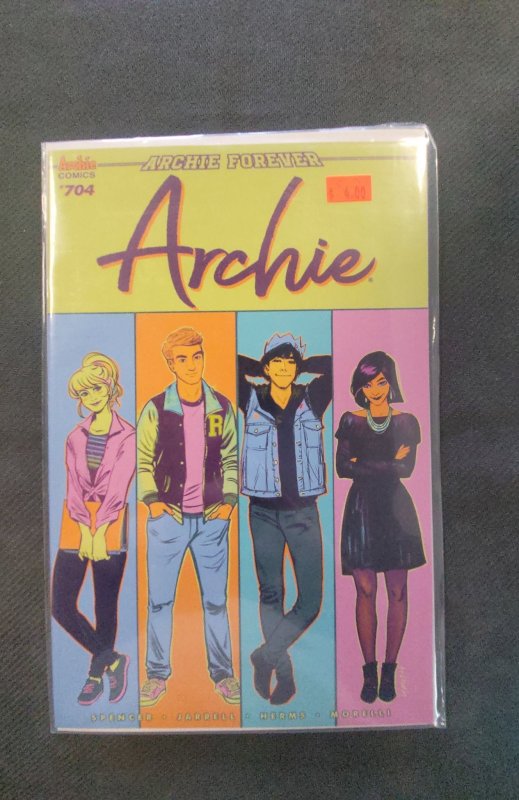 Archie
COMICS
#704
ARCHIE FOREVER
$ 4.00
Archie
R
SPENCER • JARRELL • HERMS • MORELLI